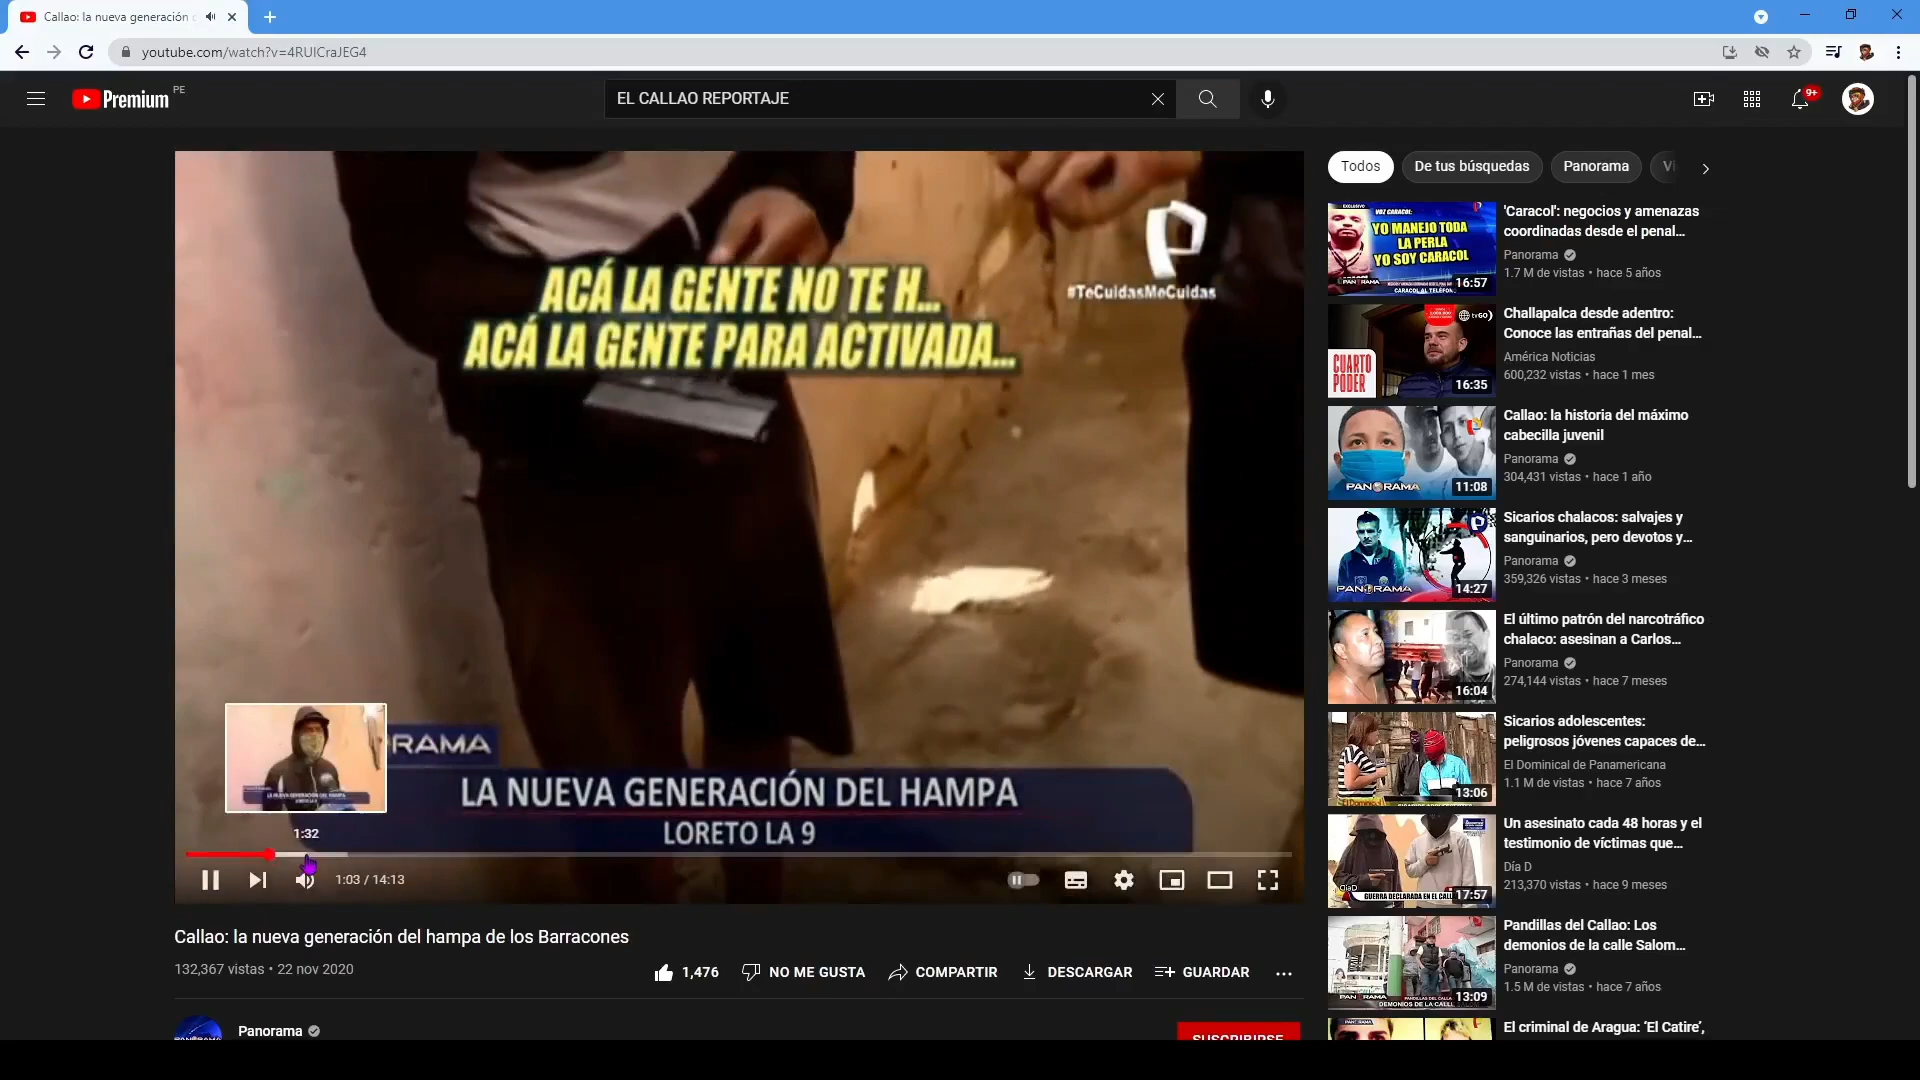 Callao: la nueva generación
youtube.com/watch?v=4RUICraJEG4
Premium
PE
EL CALLAO REPORTAJE
9+
ACÁ LA GENTE NO TE H...
ACÁ LA GENTE PARA ACTIVADA...
#TeCuidasMeCuidas
RAMA
LA NUEVA GENERACIÓN DEL HAMPA
LORETO LA 9
1:32
1:03 / 14:13
Callao: la nueva generación del hampa de los Barracones
132,367 vistas • 22 nov 2020
1,476
NO ME GUSTA
COMPARTIR
DESCARGAR
GUARDAR
Panorama
SUSCRIBIRSE
Todos
De tus búsquedas
Panorama
VOZ CARACOL:
YO MANEJO TODA
LA PERLA
YO SOY CARACOL
16:57
'Caracol': negocios y amenazas
coordinadas desde el penal...
Panorama
1.7 M de vistas • hace 5 años
tvGO
CUARTO
PODER
16:35
Challapalca desde adentro:
Conoce las entrañas del penal...
América Noticias
600,232 vistas • hace 1 mes
PANORAMA
11:08
Callao: la historia del máximo
cabecilla juvenil
Panorama
304,431 vistas • hace 1 año
PANORAMA
14:27
Sicarios chalacos: salvajes y
sanguinarios, pero devotos y...
Panorama
359,326 vistas • hace 3 meses
16:04
El último patrón del narcotráfico
chalaco: asesinan a Carlos...
Panorama
274,144 vistas • hace 7 meses
13:06
Sicarios adolescentes:
peligrosos jóvenes capaces de...
El Dominical de Panamericana
1.1 M de vistas • hace 7 años
17:57
Un asesinato cada 48 horas y el
testimonio de víctimas que...
Día D
213,370 vistas • hace 9 meses
13:09
Pandillas del Callao: Los
demonios de la calle Salom...
Panorama
1.5 M de vistas • hace 7 años
El criminal de Aragua: 'El Catire',